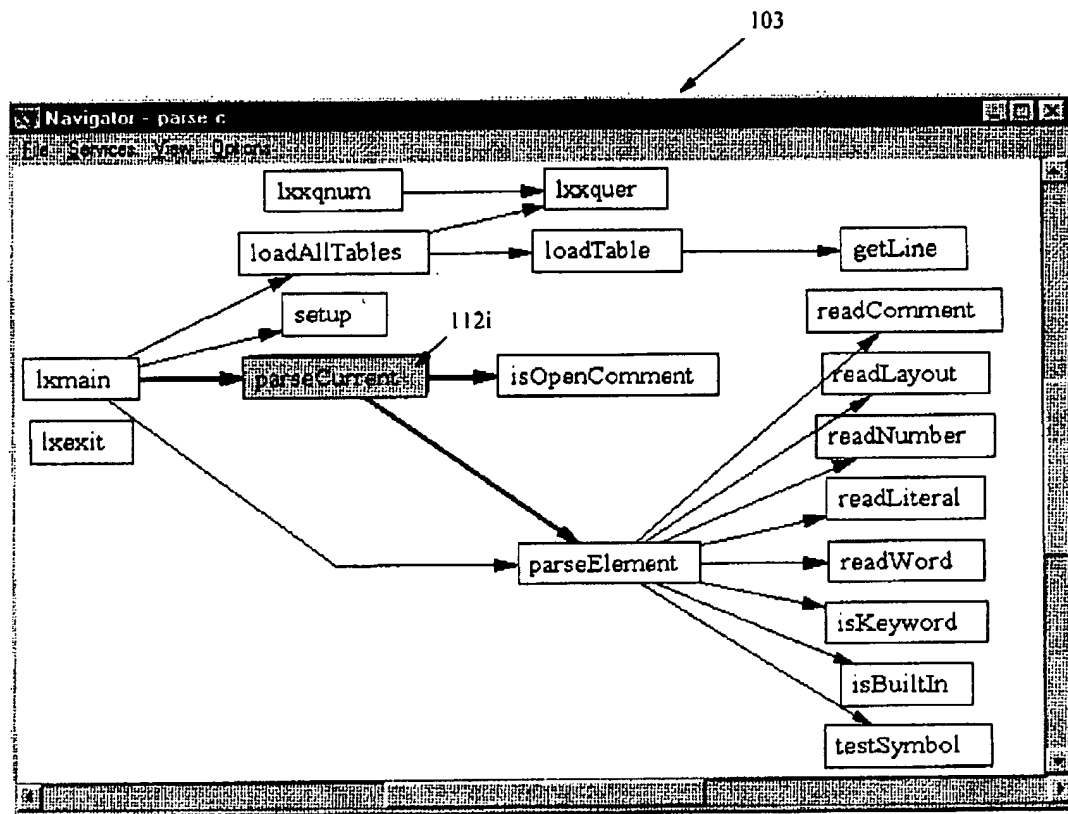 103
Navigator - parse c
File Services View Options
lxxqnum
lxxquer
loadAllTables
loadTable
getLine
setup
readComment
112i
lxmain
parseCurrent
isOpenComment
readLayout
lxexit
readNumber
readLiteral
parseElement
readWord
isKeyword
isBuiltIn
testSymbol